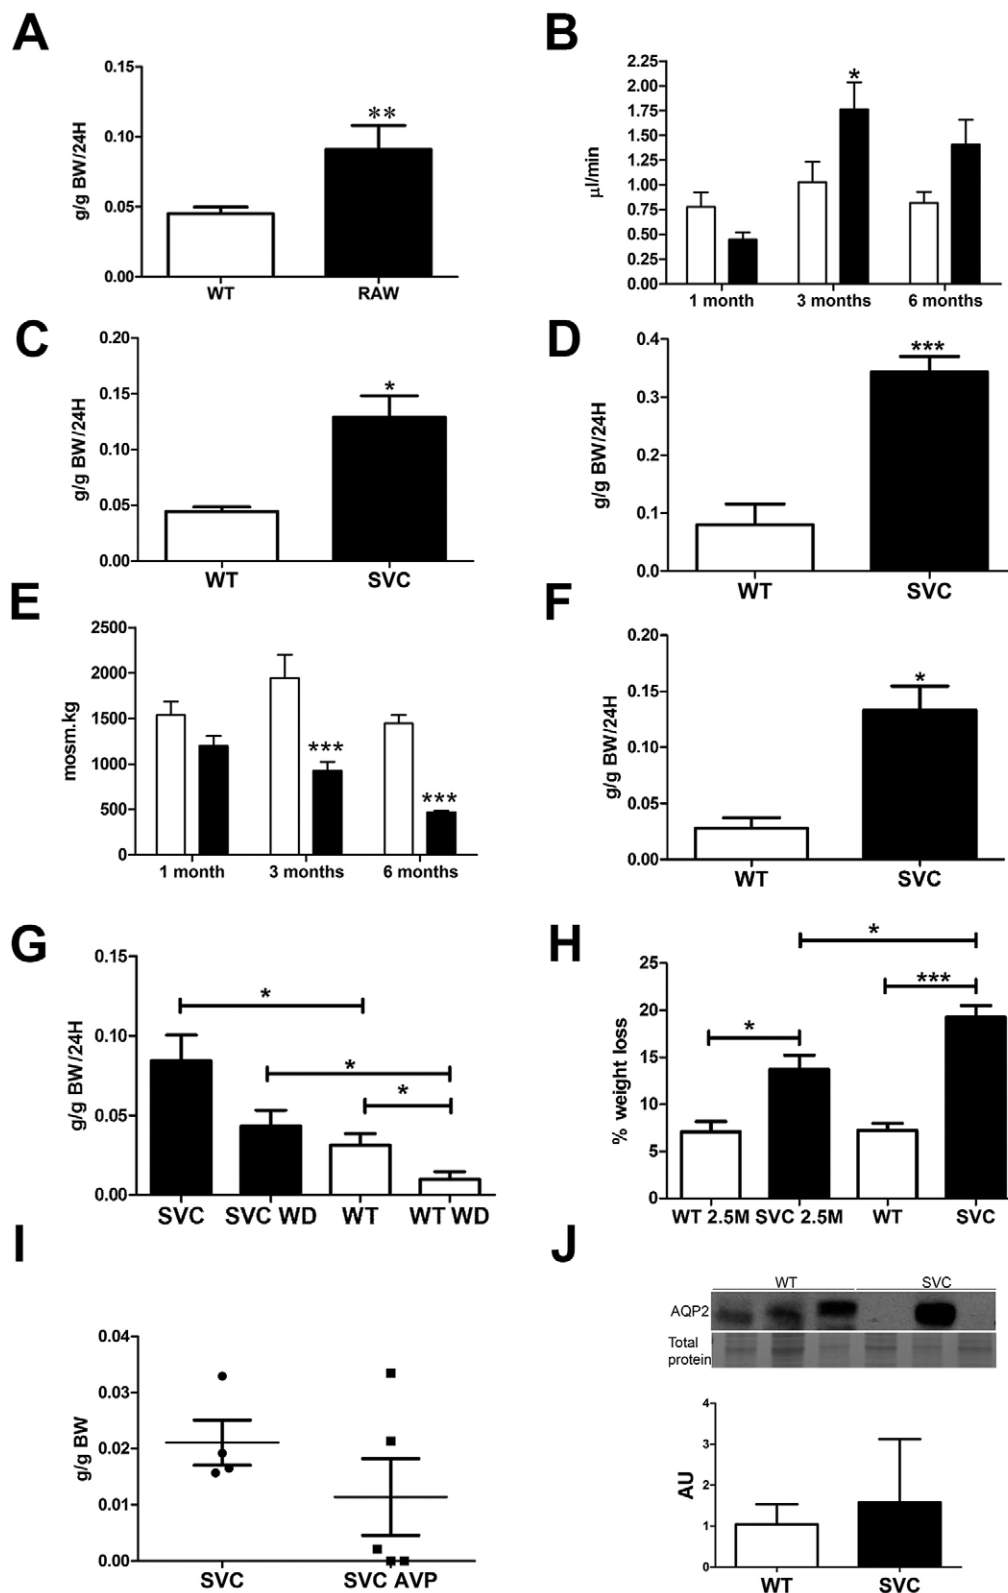 A
0.15
0.10
0.05
0.00
g/g BW/24H
**
WT
RAW
B
2.25
2.00
1.75
1.50
1.25
1.00
0.75
0.50
0.25
0.00
µl/min
*
1 month
3 months
6 months
C
0.20
0.15
0.10
0.05
0.00
g/g BW/24H
*
WT
SVC
D
0.4
0.3
0.2
0.1
0.0
g/g BW/24H
***
WT
SVC
E
2500
2000
1500
1000
500
0
mosm.kg
***
***
1 month
3 months
6 months
F
0.20
0.15
0.10
0.05
0.00
g/g BW/24H
*
WT
SVC
G
0.15
0.10
0.05
0.00
g/g BW/24H
*
*
*
SVC
SVC WD
WT
WT WD
H
25
20
15
10
5
0
% weight loss
*
***
*
WT 2.5M
SVC 2.5M
WT
SVC
I
0.04
0.03
0.02
0.01
0.00
g/g BW
SVC
SVC AVP
J
WT
SVC
AQP2
Total
protein
4
3
2
1
0
AU
WT
SVC